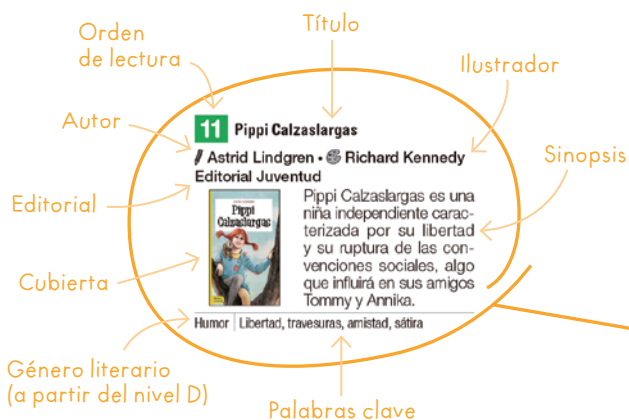 Orden
de lectura
Título
Ilustrador
Autor
11 Pippi Calzaslargas
Astrid Lindgren • Richard Kennedy
Editorial Juventud
Sinopsis
Editorial
Pippi Calzaslargas es una
niña independiente carac-
terizada por su libertad
y su ruptura de las con-
venciones sociales, algo
que influirá en sus amigos
Tommy y Annika.
Pippi
Calzaslargas
Cubierta
Humor | Libertad, travesuras, amistad, sátira
Género literario
(a partir del nivel D)
Palabras clave